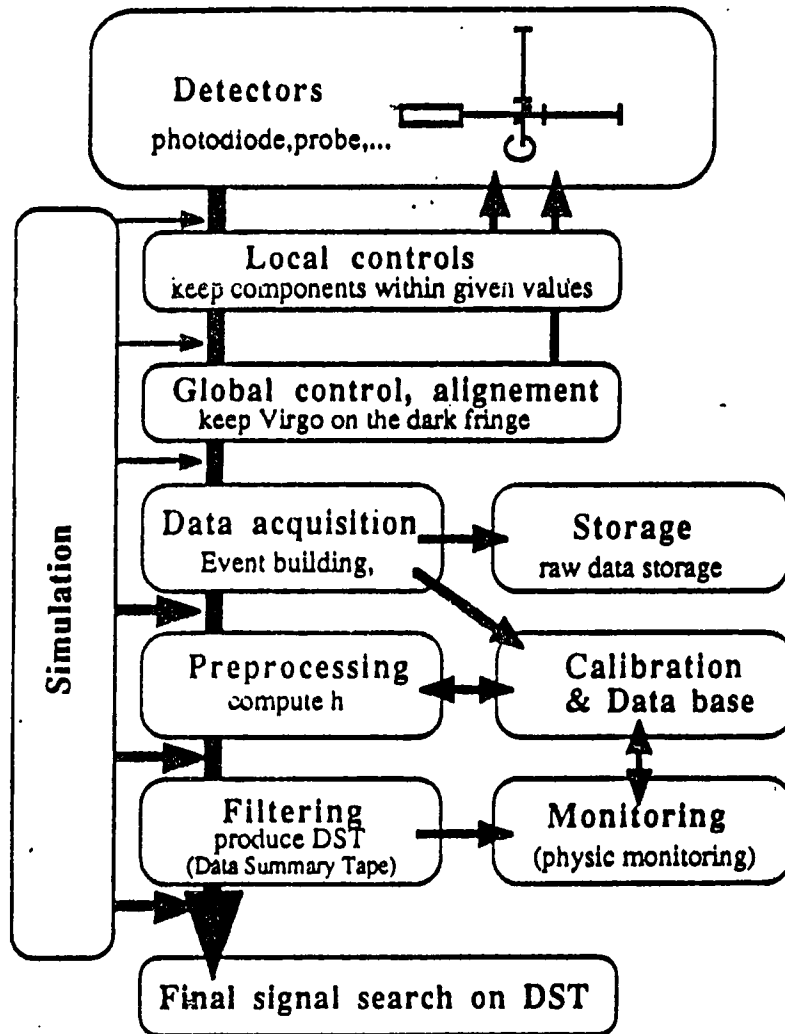 Detectors
photodiode,probe,...
Local controls
keep components within given values
Global control, alignement
keep Virgo on the dark fringe
Data acquisition
Event building,
Storage
raw data storage
Simulation
Preprocessing
compute h
Calibration
& Data base
Filtering
produce DST
(Data Summary Tape)
Monitoring
(physic monitoring)
Final signal search on DST